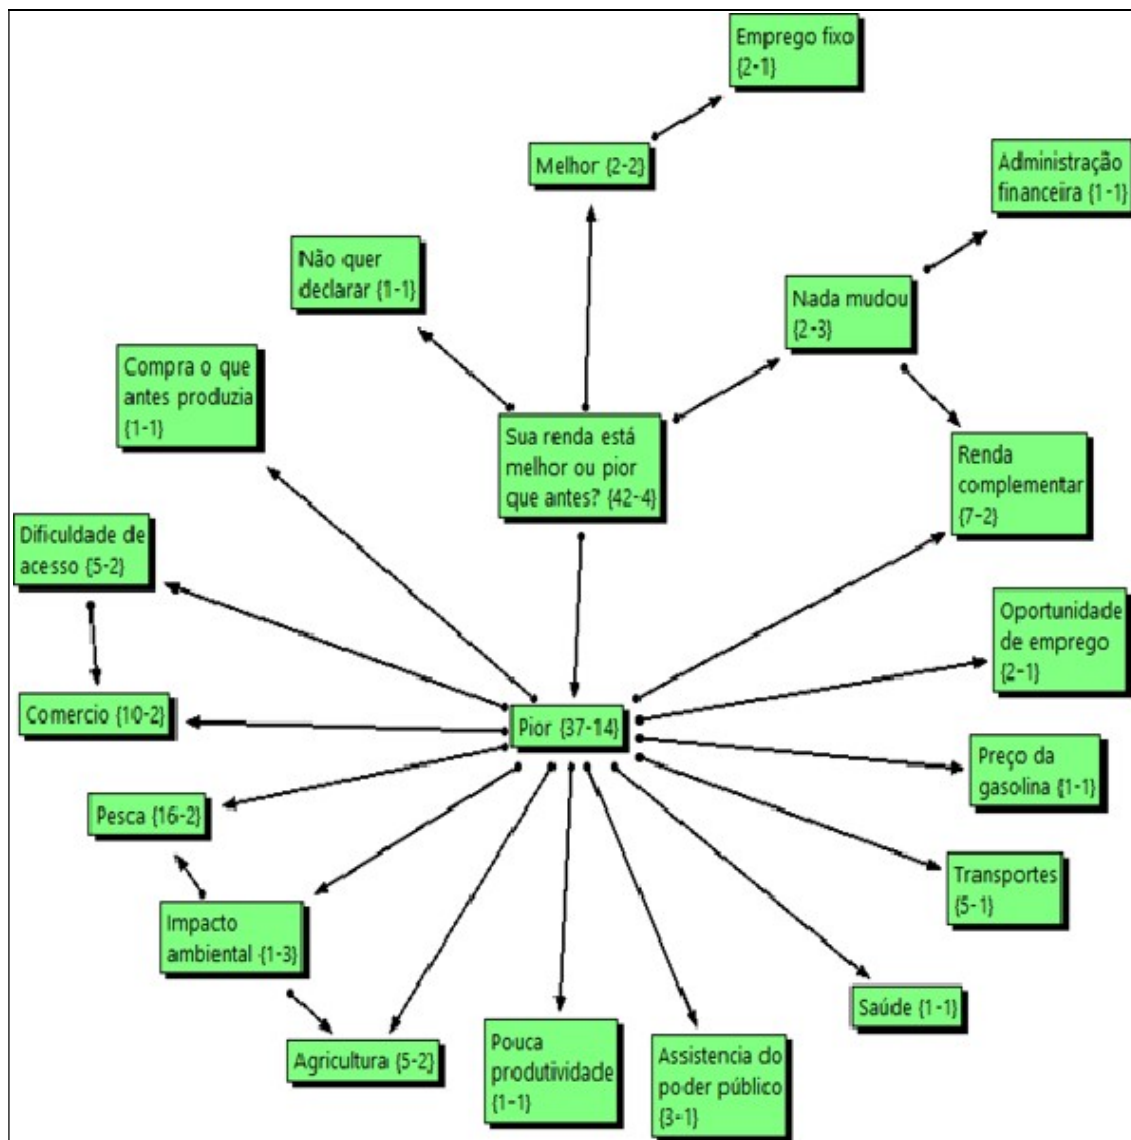 Emprego fixo
{2-1}
Melhor {2-2}
Administração
financeira {1-1}
Não quer
declarar {1-1}
Nada mudou
{2-3}
Compra o que
antes produzia
{1-1}
Sua renda está
melhor ou pior
que antes? {42-4}
Renda
complementar
{7-2}
Dificuldade de
acesso {5-2}
Oportunidade
de emprego
{2-1}
Comercio {10-2}
Pior {37-14}
Preço da
gasolina {1-1}
Pesca {16-2}
Transportes
{5-1}
Impacto
ambiental {1-3}
Saúde {1-1}
Agricultura {5-2}
Pouca
produtividade
{1-1}
Assistencia do
poder público
{3-1}